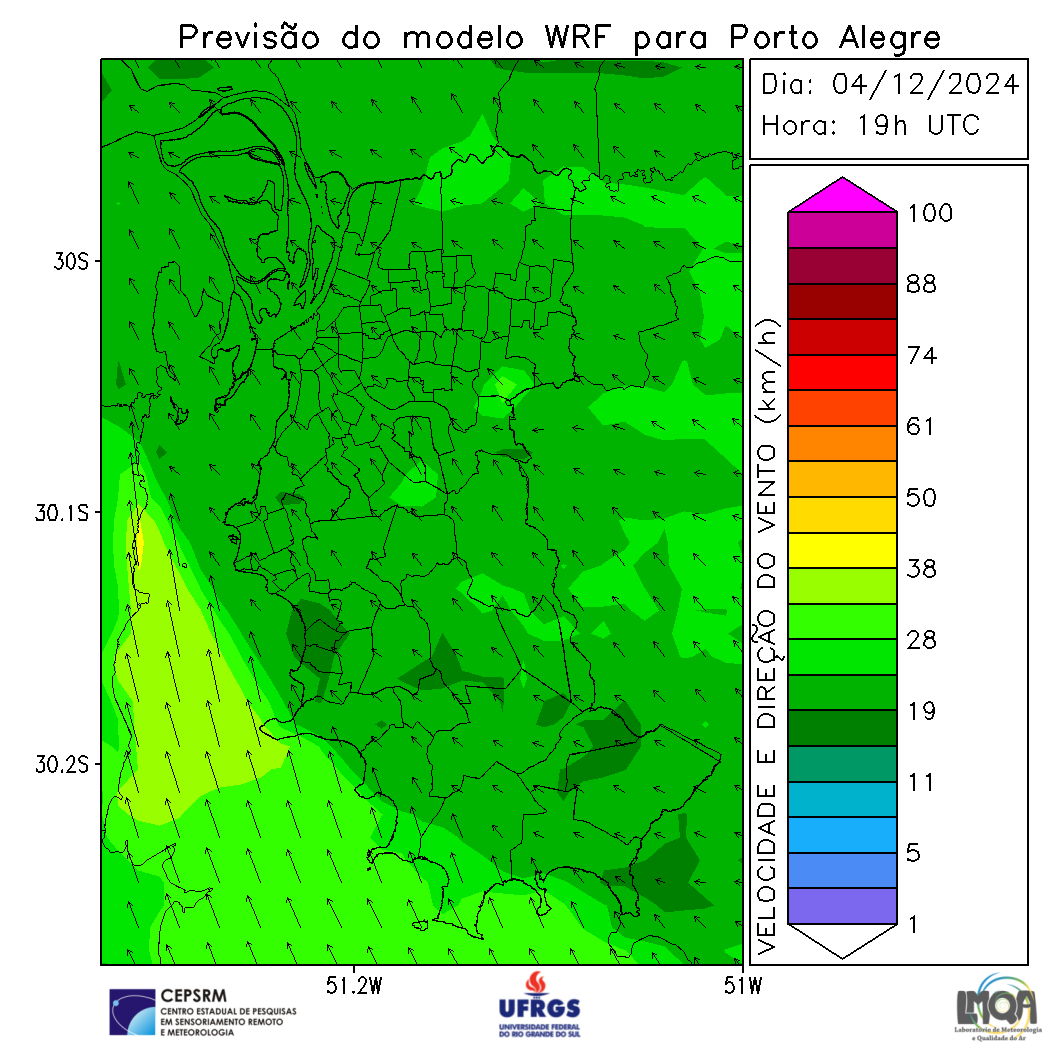 Previsão do modelo WRF para Porto Alegre
Dia: 04/12/2024
Hora: 19h UTC
30S
30.1S
30.2S
51.2W
51W
VELOCIDADE E DIREÇÃO DO VENTO (km/h)
100
88
74
61
50
38
28
19
11
5
1
CEPSRM
CENTRO ESTADUAL DE PESQUISAS
EM SENSORIAMENTO REMOTO
E METEOROLOGIA
UFRGS
UNIVERSIDADE FEDERAL
DO RIO GRANDE DO SUL
LMQA
Laboratório de Meteorologia
e Qualidade do Ar